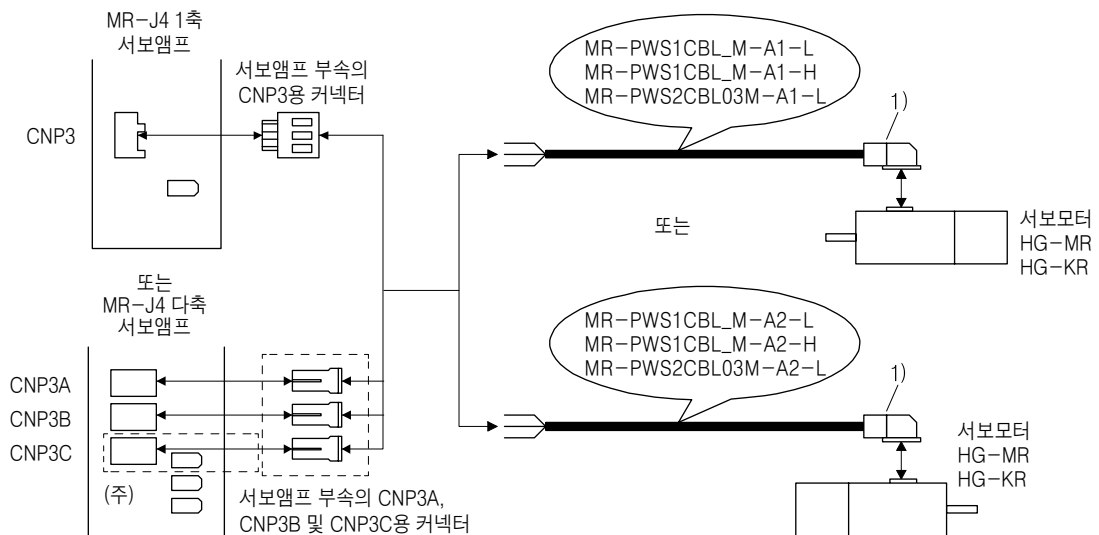 MR-J4 1축
서보앰프
서보앰프 부속의
CNP3용 커넥터
CNP3
MR-PWS1CBL_M-A1-L
MR-PWS1CBL_M-A1-H
MR-PWS2CBL03M-A1-L
1)
서보모터
HG-MR
HG-KR
또는
또는
MR-J4 다축
서보앰프
CNP3A
CNP3B
CNP3C
(주)
서보앰프 부속의 CNP3A,
CNP3B 및 CNP3C용 커넥터
MR-PWS1CBL_M-A2-L
MR-PWS1CBL_M-A2-H
MR-PWS2CBL03M-A2-L
1)
서보모터
HG-MR
HG-KR